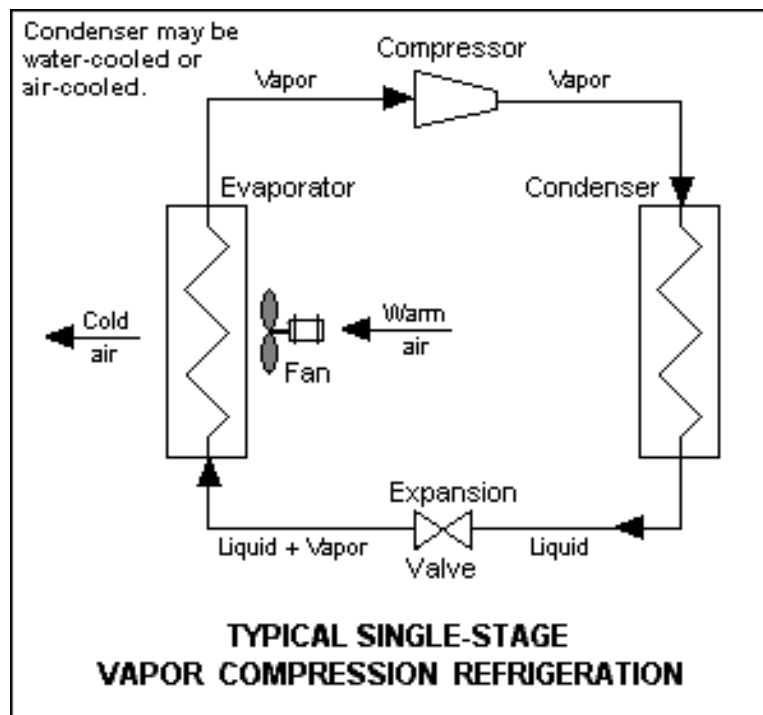 Condenser may be
water-cooled or
air-cooled.
Compressor
Vapor
Vapor
Evaporator
Condenser
Cold
air
Warm
air
Fan
Expansion
Valve
Liquid + Vapor
Liquid
TYPICAL SINGLE-STAGE
VAPOR COMPRESSION REFRIGERATION